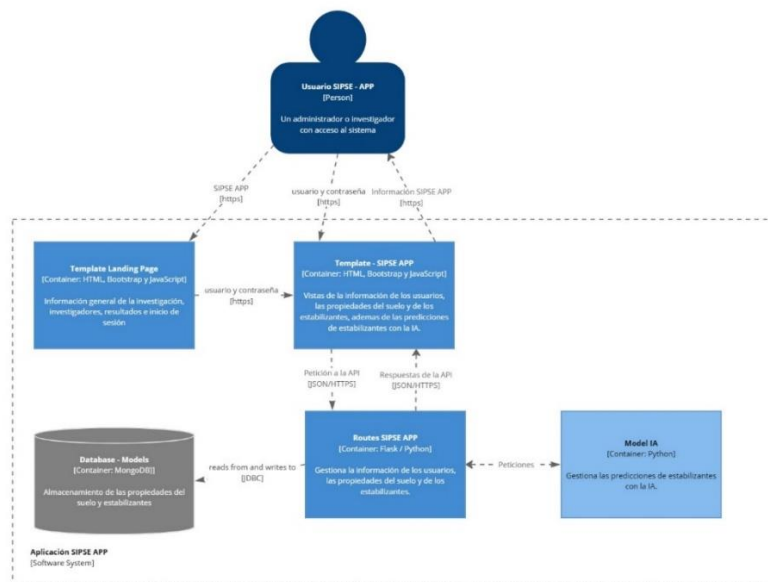 Usuario SIPSE - APP
[Person]
Un administrador o investigador
con acceso al sistema
SIPSE APP
[https]
usuario y contraseña
[https]
Información SIPSE APP
[https]
Template Landing Page
[Container: HTML, Bootstrap y JavaScript]
Información general de la investigación,
investigadores, resultados e inicio de
sesión
usuario y contraseña
[https]
Template - SIPSE APP
[Container: HTML, Bootstrap y JavaScript]
Vistas de la información de los usuarios,
las propiedades del suelo y de los
estabilizantes, ademas de las predicciones
de estabilizantes con la IA.
Petición a la API
[JSON/HTTPS]
Respuestas de la API
[JSON/HTTPS]
Database - Models
[Container: MongoDB]
Almacenamiento de las propiedades del
suelo y estabilizantes
reads from and writes to
[JDBC]
Routes SIPSE APP
[Container: Flask / Python]
Gestiona la información de los usuarios,
las propiedades del suelo y de los
estabilizantes.
Peticiones
Model IA
[Container: Python]
Gestiona las predicciones de estabilizantes
con la IA.
Aplicación SIPSE APP
[Software System]